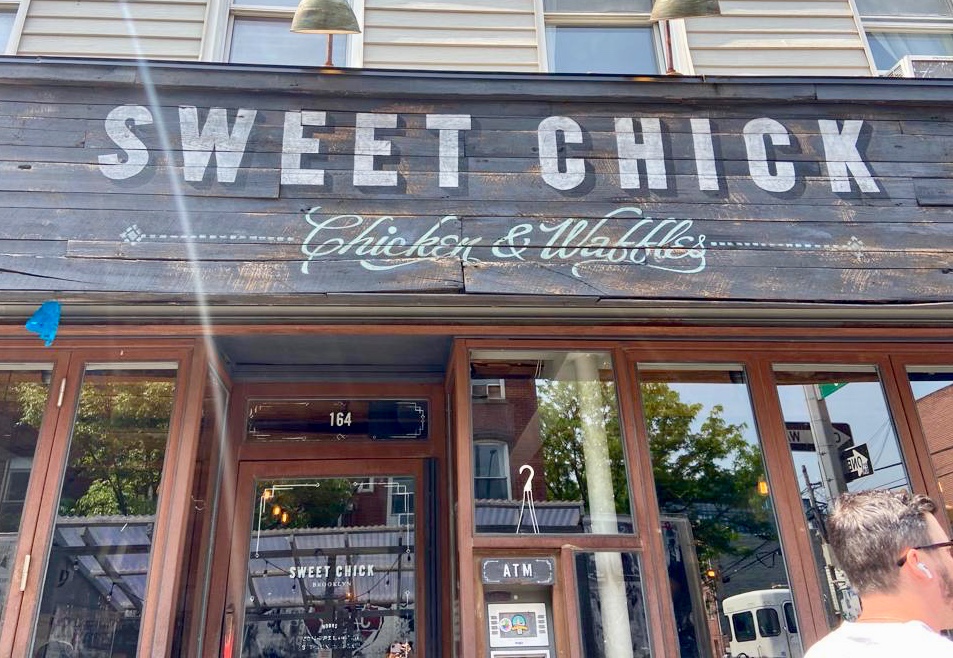 SWEET CHICK
Chicken & Waffles
164
SWEET CHICK
BROOKLYN
ATM